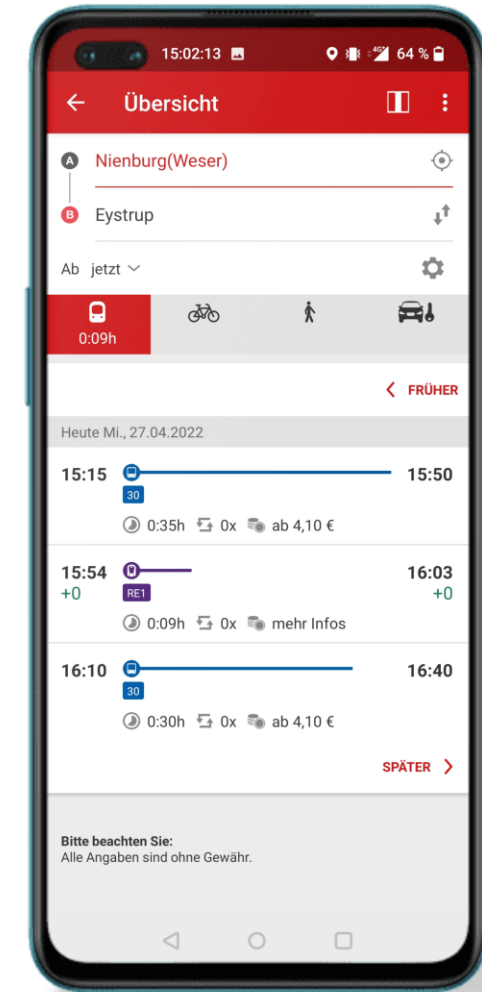 15:02:13 4G 64 %
Übersicht
A Nienburg(Weser)
B Eystrup
Ab jetzt
0:09h
FRÜHER
Heute Mi., 27.04.2022
15:15 15:50
30
0:35h 0x ab 4,10 €
15:54 16:03
+0 RE1 +0
0:09h 0x mehr Infos
16:10 16:40
30
0:30h 0x ab 4,10 €
SPÄTER
Bitte beachten Sie:
Alle Angaben sind ohne Gewähr.